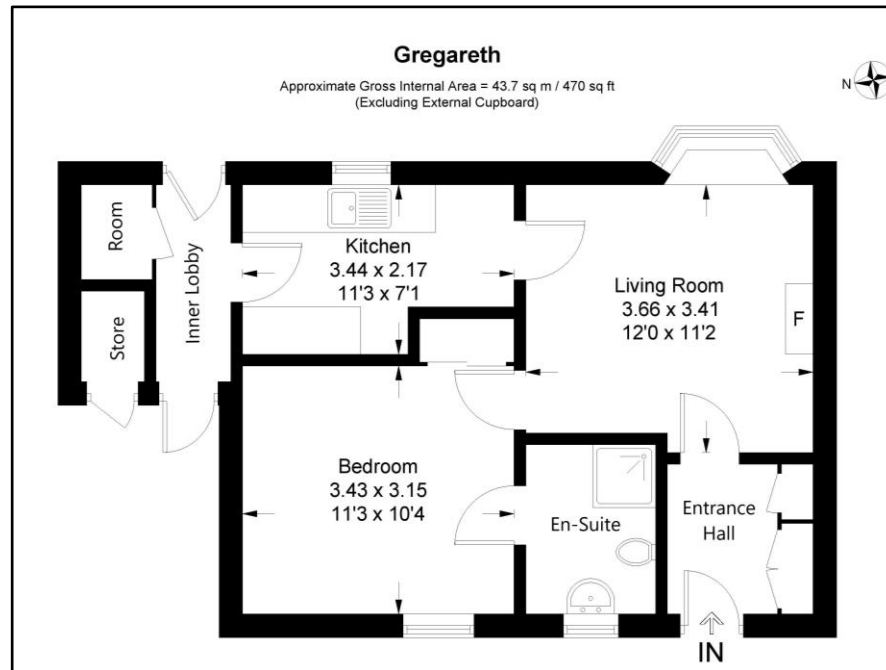 Gregareth
Approximate Gross Internal Area = 43.7 sq m / 470 sq ft
(Excluding External Cupboard)
N
Room
Inner Lobby
Store
Kitchen
3.44 x 2.17
11'3 x 7'1
Living Room
3.66 x 3.41
12'0 x 11'2
F
Bedroom
3.43 x 3.15
11'3 x 10'4
En-Suite
Entrance
Hall
IN